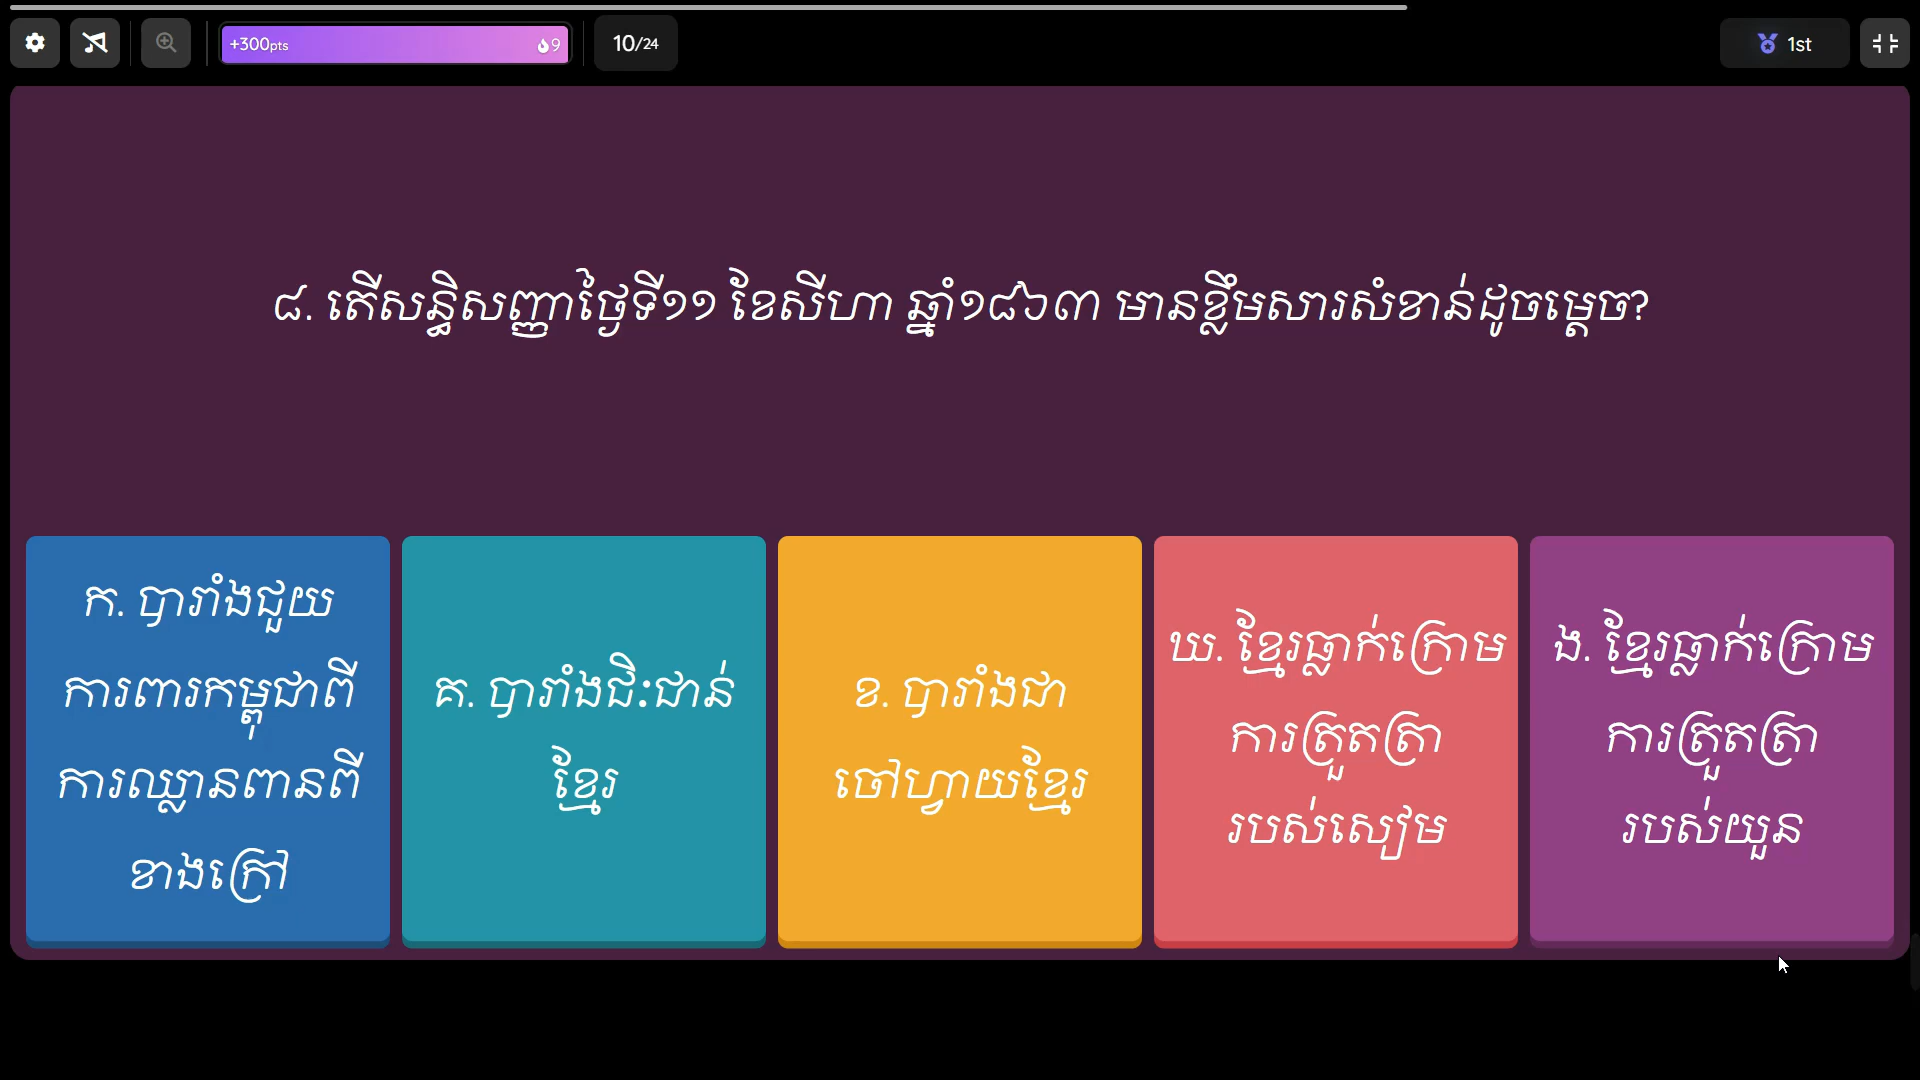 +300pts
9
10/24
1st
៨. តើសន្ធិសញ្ញាថ្ងៃទី១១ ខែសីហា ឆ្នាំ១៨៦៣ មានខ្លឹមសារសំខាន់ដូចម្តេច?
ក. បារាំងជួយ
ការពារកម្ពុជាពី
ការឈ្លានពានពី
ខាងក្រៅ
គ. បារាំងជិះជាន់
ខ្មែរ
ខ. បារាំងជា
ចៅហ្វាយខ្មែរ
ឃ. ខ្មែរធ្លាក់ក្រោម
ការត្រួតត្រា
របស់សៀម
ង. ខ្មែរធ្លាក់ក្រោម
ការត្រួតត្រា
របស់យួន